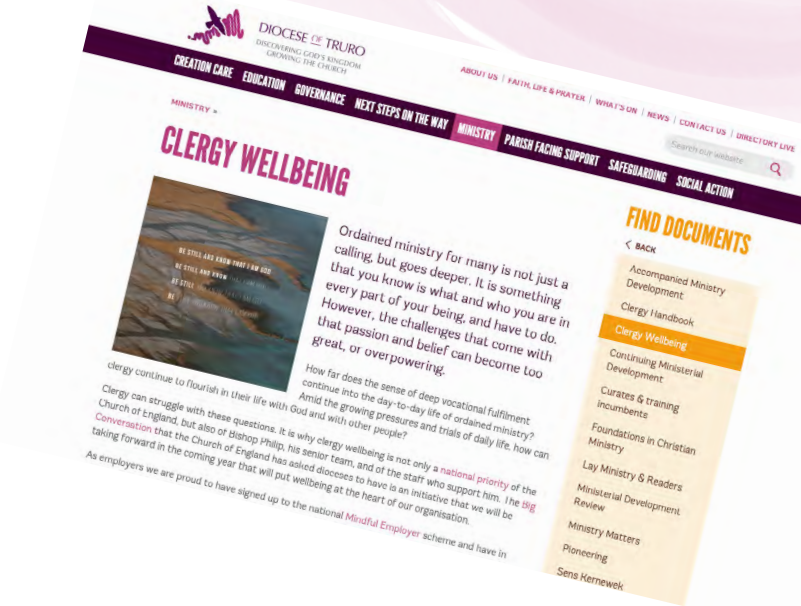 DIOCESE OF TRURO
DISCOVERING GOD'S KINGDOM
GROWING THE CHURCH
ABOUT US | FAITH, LIFE & PRAYER | WHAT'S ON | NEWS | CONTACT US | DIRECTORY LIVE
Search our website
CREATION CARE EDUCATION GOVERNANCE NEXT STEPS ON THE WAY MINISTRY PARISH FACING SUPPORT SAFEGUARDING SOCIAL ACTION
MINISTRY »
CLERGY WELLBEING
BE STILL AND KNOW THAT I AM GOD
BE STILL AND KNOW THAT I AM GOD
BE STILL
BE
Ordained ministry for many is not just a
calling, but goes deeper. It is something
that you know is what and who you are in
every part of your being, and have to do.
However, the challenges that come with
that passion and belief can become too
great, or overpowering.
How far does the sense of deep vocational fulfilment
continue into the day-to-day life of ordained ministry?
Amid the growing pressures and trials of daily life, how can
clergy continue to flourish in their life with God and with other people?
Clergy can struggle with these questions. It is why clergy wellbeing is not only a national priority of the
Church of England, but also of Bishop Philip, his senior team, and of the staff who support him. The Big
Conversation that the Church of England has asked dioceses to have is an initiative that we will be
taking forward in the coming year that will put wellbeing at the heart of our organisation.
As employers we are proud to have signed up to the national Mindful Employer scheme and have in
FIND DOCUMENTS
< BACK
Accompanied Ministry
Development
Clergy Handbook
Clergy Wellbeing
Continuing Ministerial
Development
Curates & training
incumbents
Foundations in Christian
Ministry
Lay Ministry & Readers
Ministerial Development
Review
Ministry Matters
Pioneering
Sens Kernewek